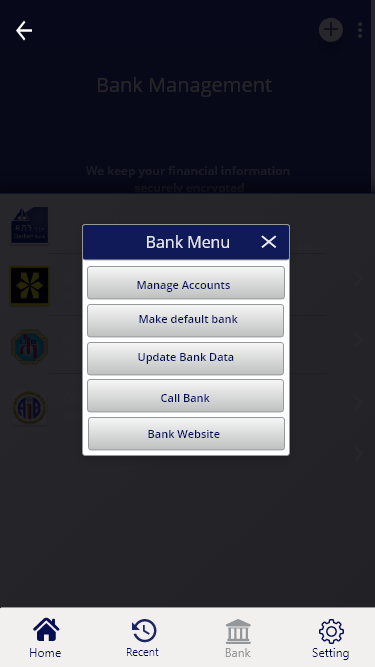 Bank Management
We keep your financial information
securely encrypted
Bank Menu
Manage Accounts
Make default bank
Update Bank Data
Call Bank
Bank Website
Home
Recent
Bank
Setting